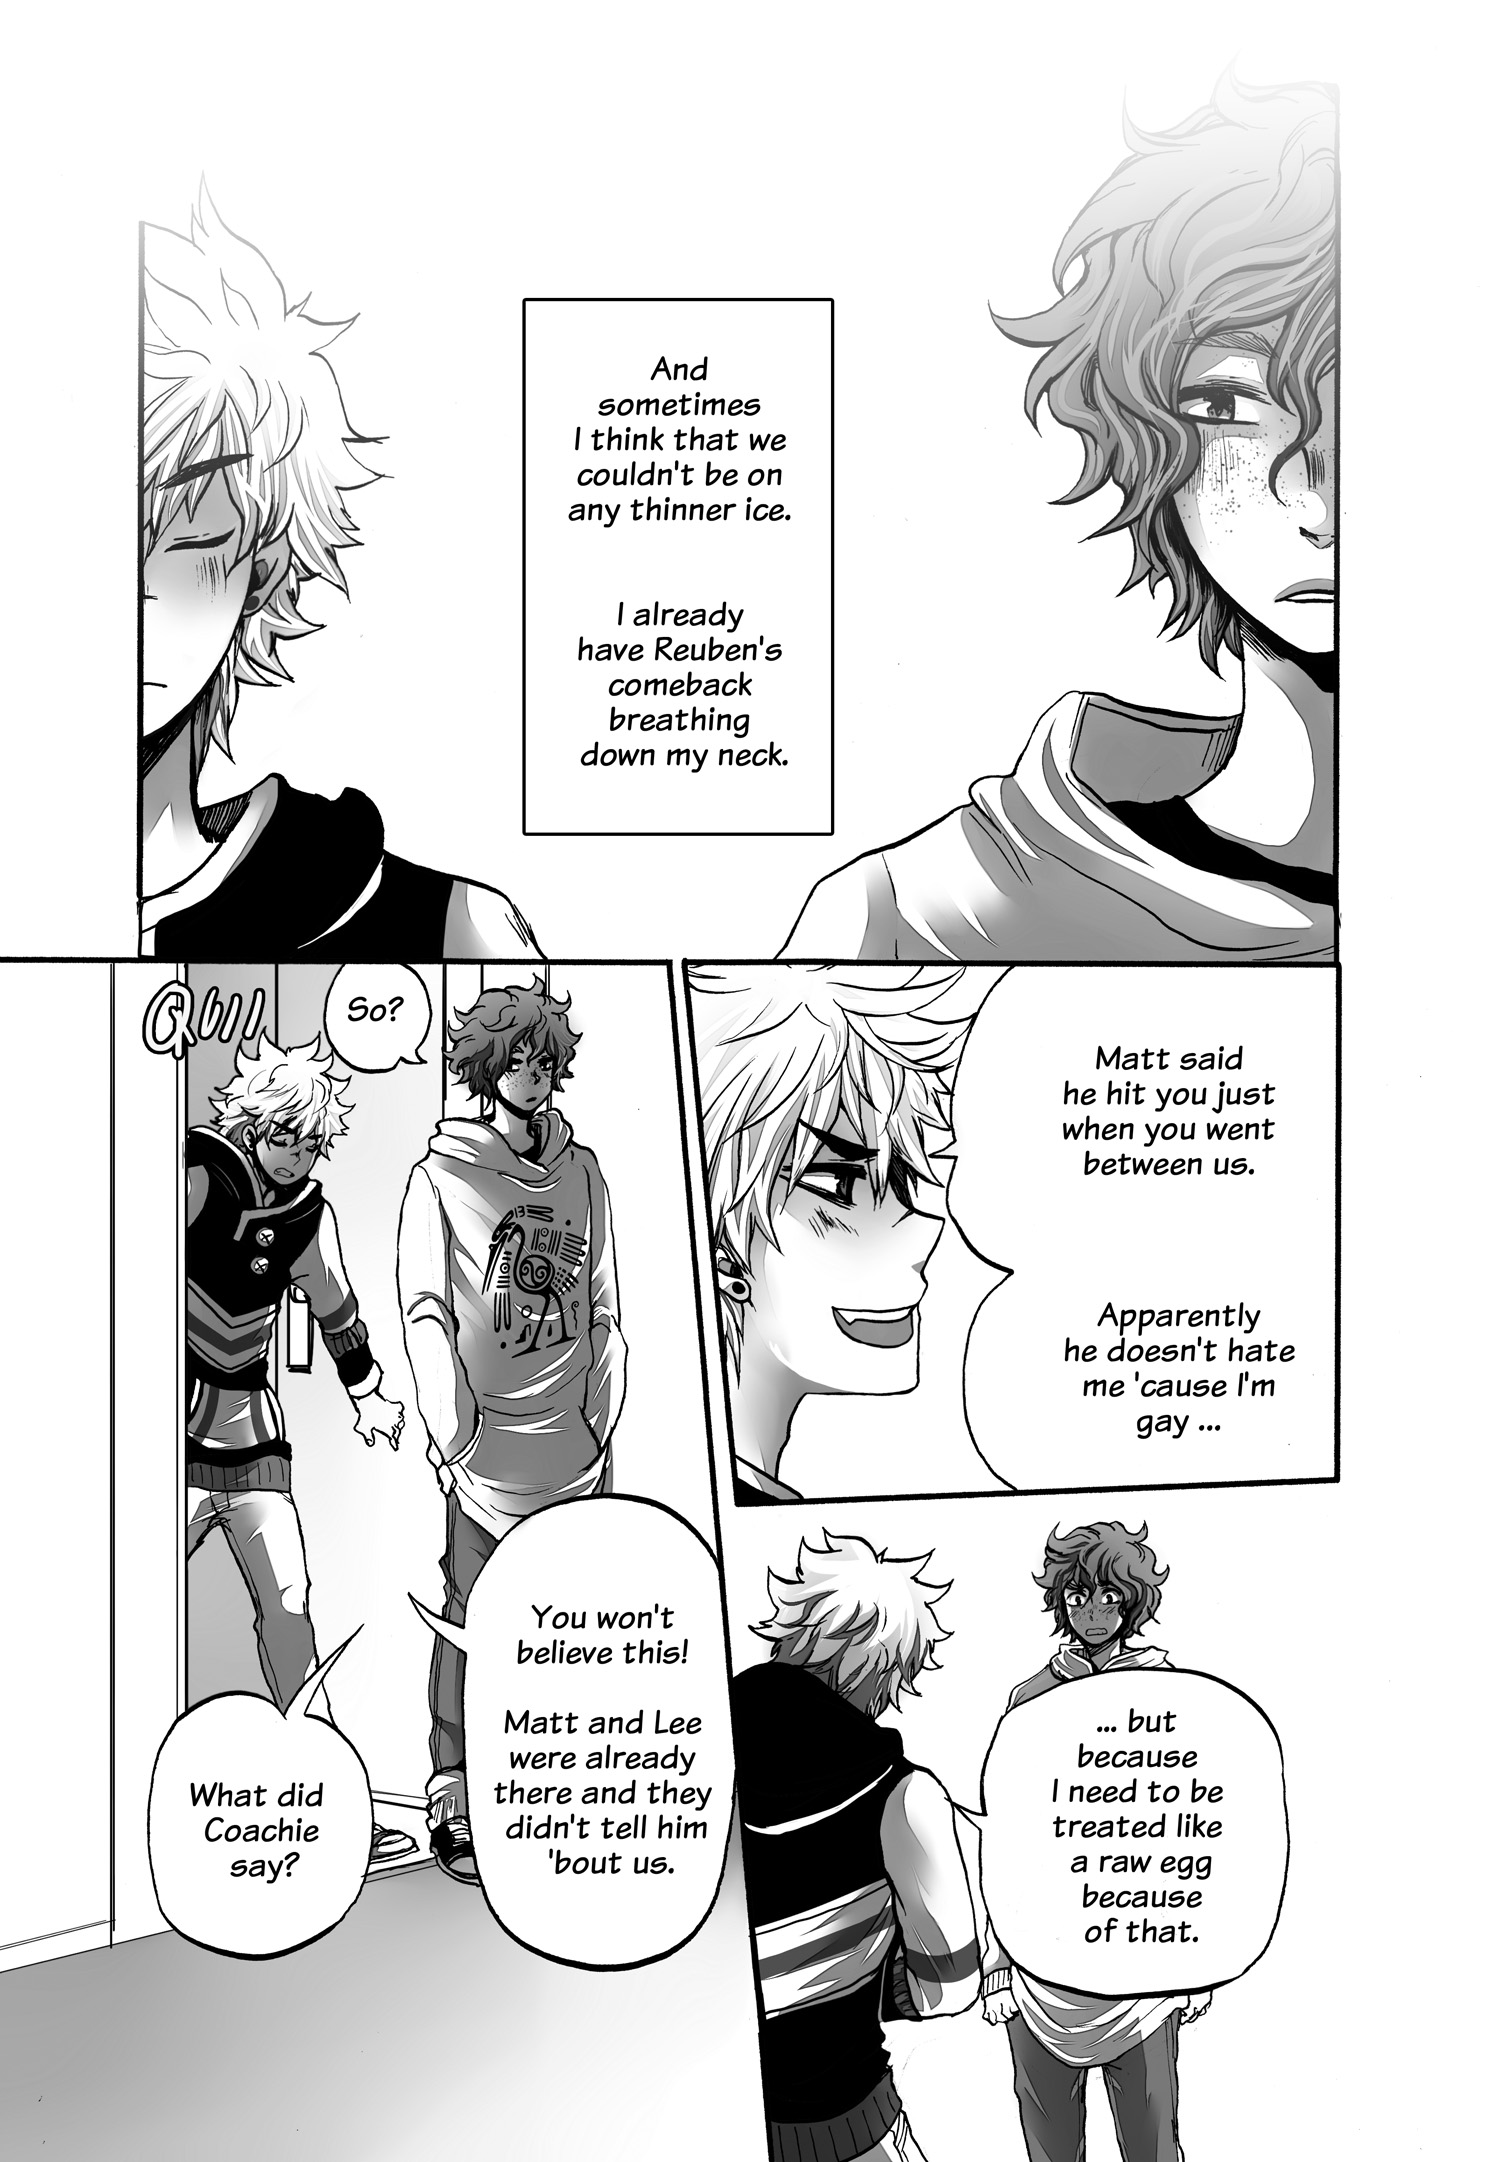 And
sometimes
I think that we
couldn't be on
any thinner ice.
I already
have Reuben's
comeback
breathing
down my neck.
So?
What did
Coachie
say?
You won't
believe this!
Matt and Lee
were already
there and they
didn't tell him
'bout us.
Matt said
he hit you just
when you went
between us.
Apparently
he doesn't hate
me 'cause I'm
gay ...
... but
because
I need to be
treated like
a raw egg
because
of that.